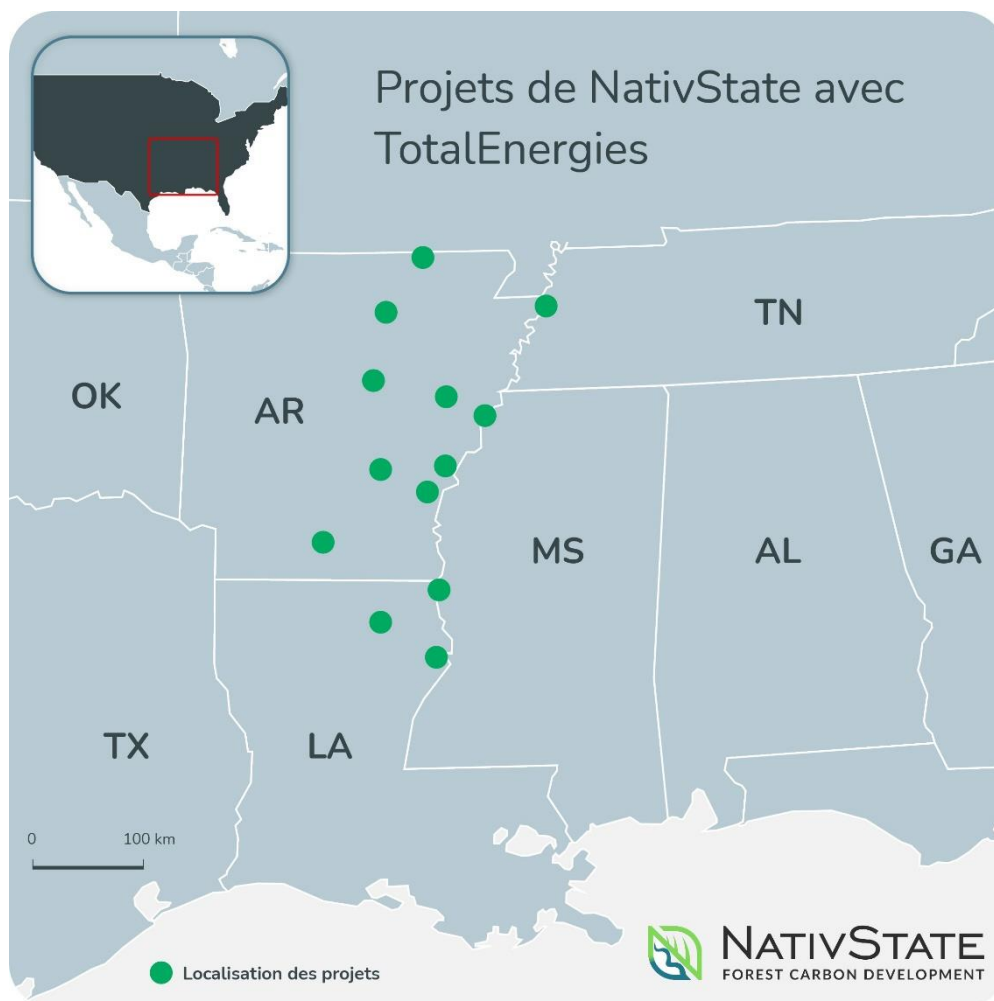 Projets de NativState avec
TotalEnergies
TN
OK
AR
MS
AL
GA
TX
LA
0 100 km
Localisation des projets
NATIVSTATE
FOREST CARBON DEVELOPMENT